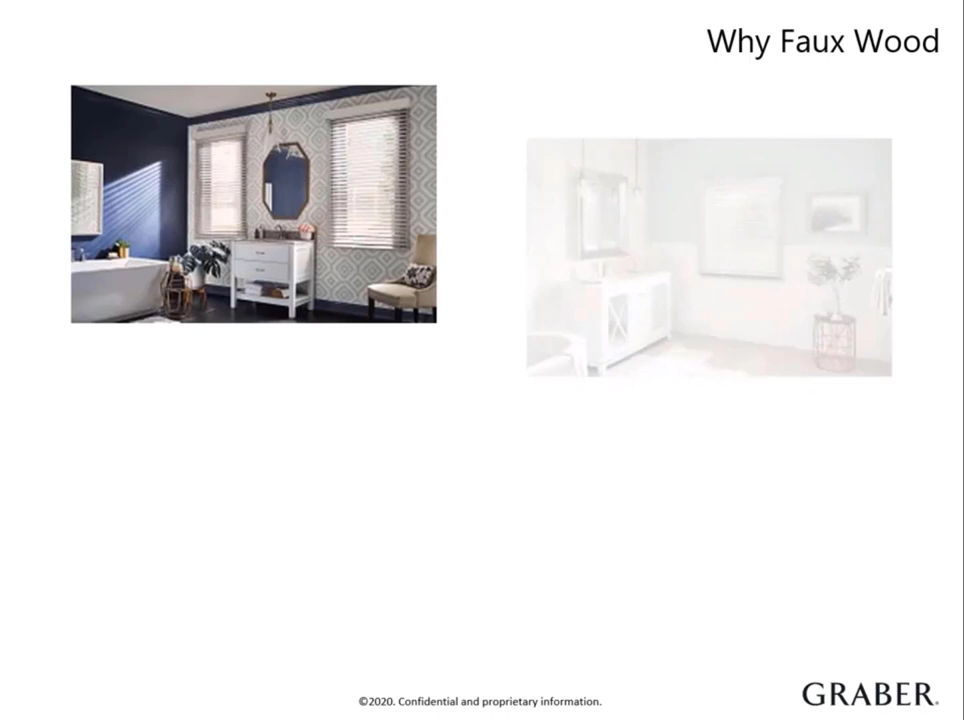 Why Faux Wood
©2020. Confidential and proprietary information.
GRABER.